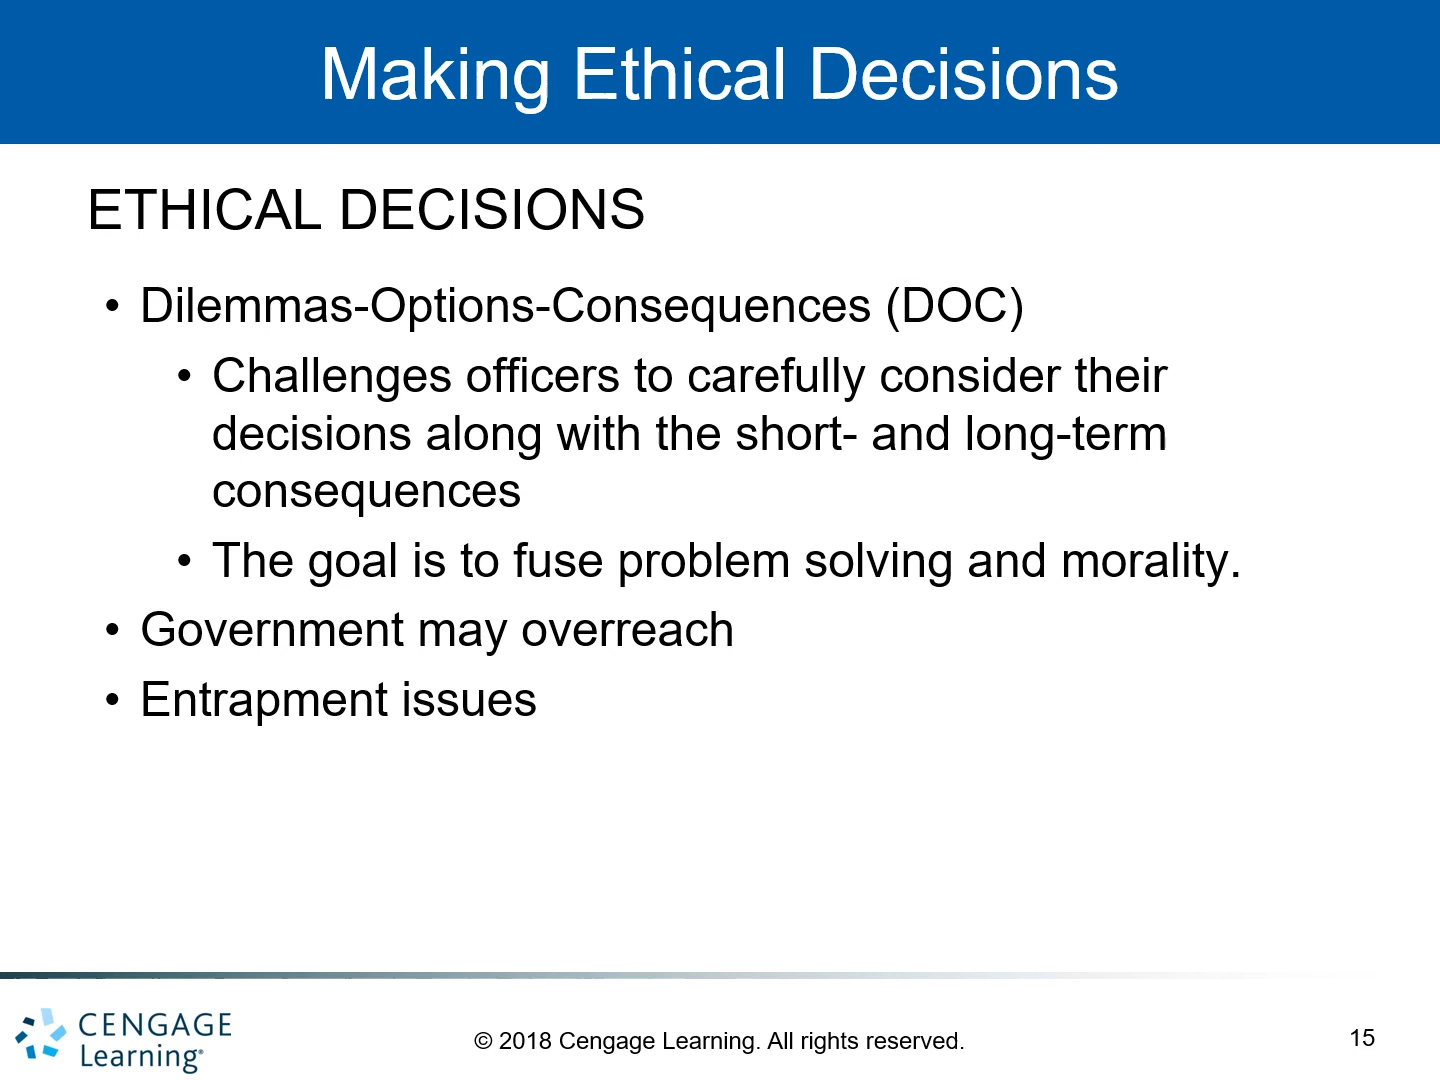 Making Ethical Decisions
ETHICAL DECISIONS
• Dilemmas-Options-Consequences (DOC)
• Challenges officers to carefully consider their
decisions along with the short- and long-term
consequences
• The goal is to fuse problem solving and morality.
• Government may overreach
• Entrapment issues
CENGAGE
Learning®
© 2018 Cengage Learning. All rights reserved.
15